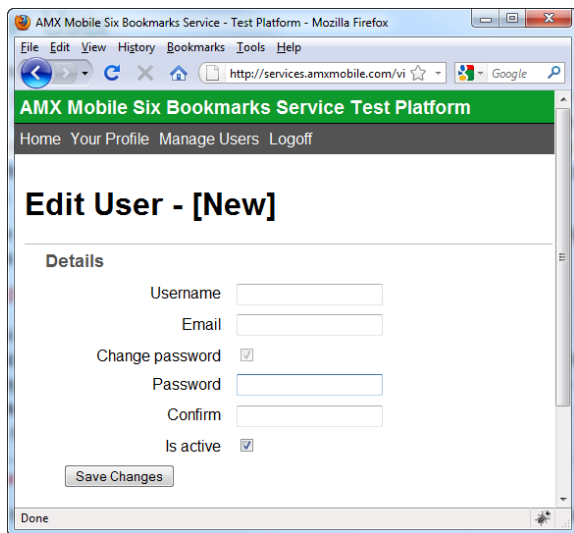 AMX Mobile Six Bookmarks Service - Test Platform - Mozilla Firefox
File Edit View History Bookmarks Tools Help
http://services.amxmobile.com/vi Google
AMX Mobile Six Bookmarks Service Test Platform
Home Your Profile Manage Users Logoff
Edit User - [New]
Details
Username
Email
Change password
Password
Confirm
Is active
Save Changes
Done